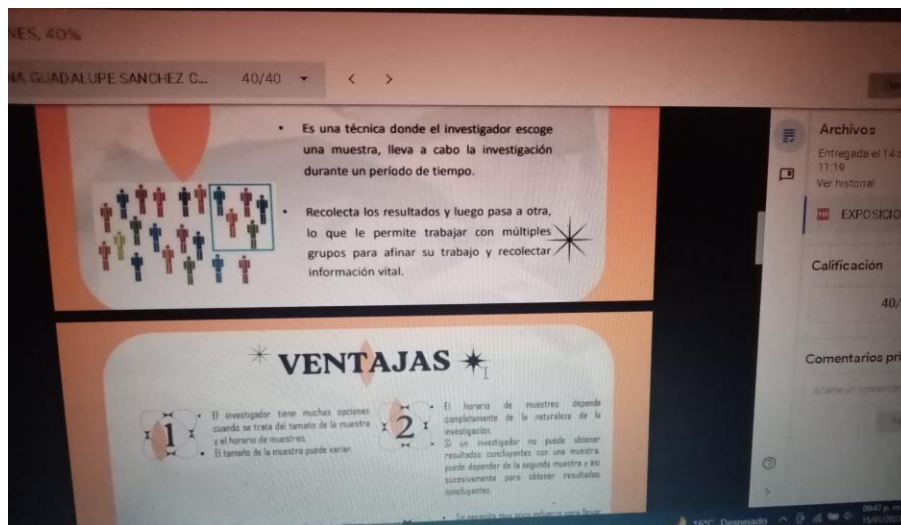 NES, 40%
NA GUADALUPE SANCHEZ C... 40/40
• Es una técnica donde el investigador escoge
una muestra, lleva a cabo la investigación
durante un período de tiempo.
• Recolecta los resultados y luego pasa a otra,
lo que le permite trabajar con múltiples
grupos para afinar su trabajo y recolectar
información vital.
VENTAJAS
1
• El investigador tiene muchas opciones
cuando se trata del tamaño de la muestra
y el horario de muestreo.
• El tamaño de la muestra puede variar.
2
• El horario de muestreo depende
completamente de la naturaleza de la
investigación.
• Si un investigador no puede obtener
resultados concluyentes con una muestra,
puede depender de la segunda muestra y así
sucesivamente para obtener resultados
concluyentes.
Archivos
Entregado el 14
11:19
Ver historial
EXPOSICIO
Calificación
40/
Comentarios pri
16°C Despejado
09:47 p. m.